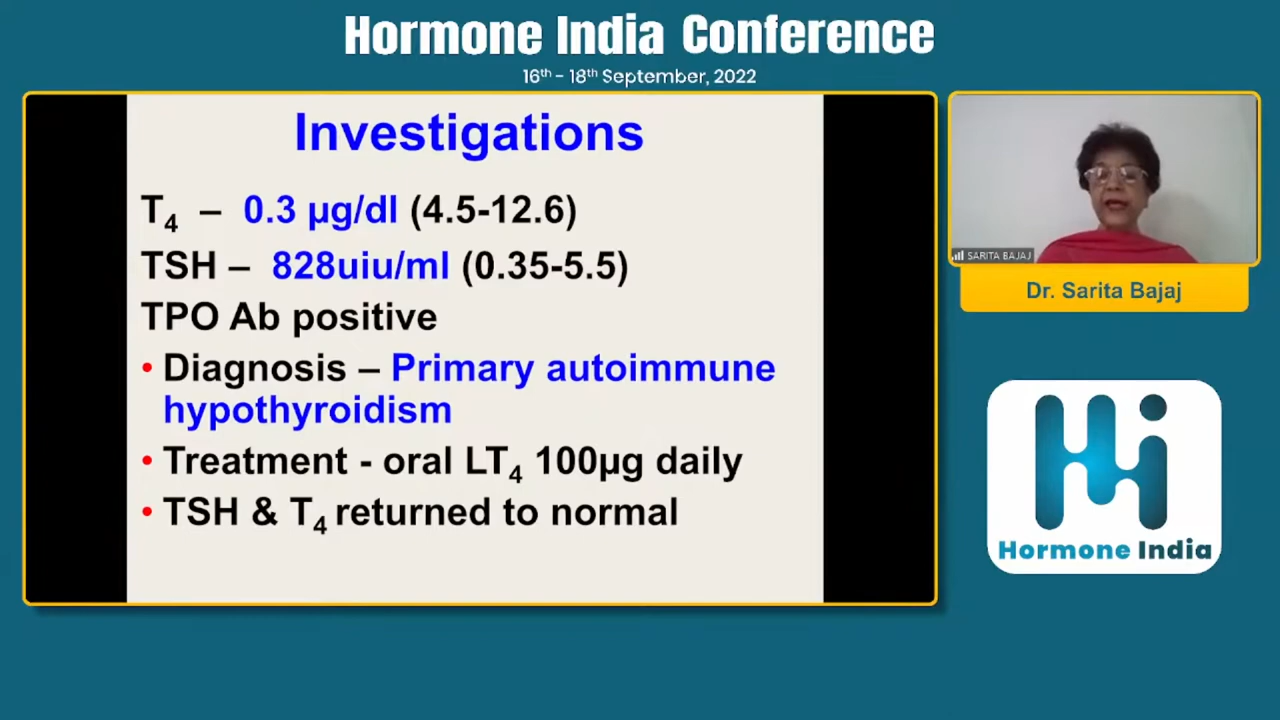 Hormone India Conference
16th - 18th September, 2022
Investigations
T4 – 0.3 µg/dl (4.5-12.6)
TSH – 828uiu/ml (0.35-5.5)
TPO Ab positive
• Diagnosis – Primary autoimmune
hypothyroidism
• Treatment - oral LT4 100µg daily
• TSH & T4 returned to normal
SARITA BAJAJ
Dr. Sarita Bajaj
Hi
Hormone India